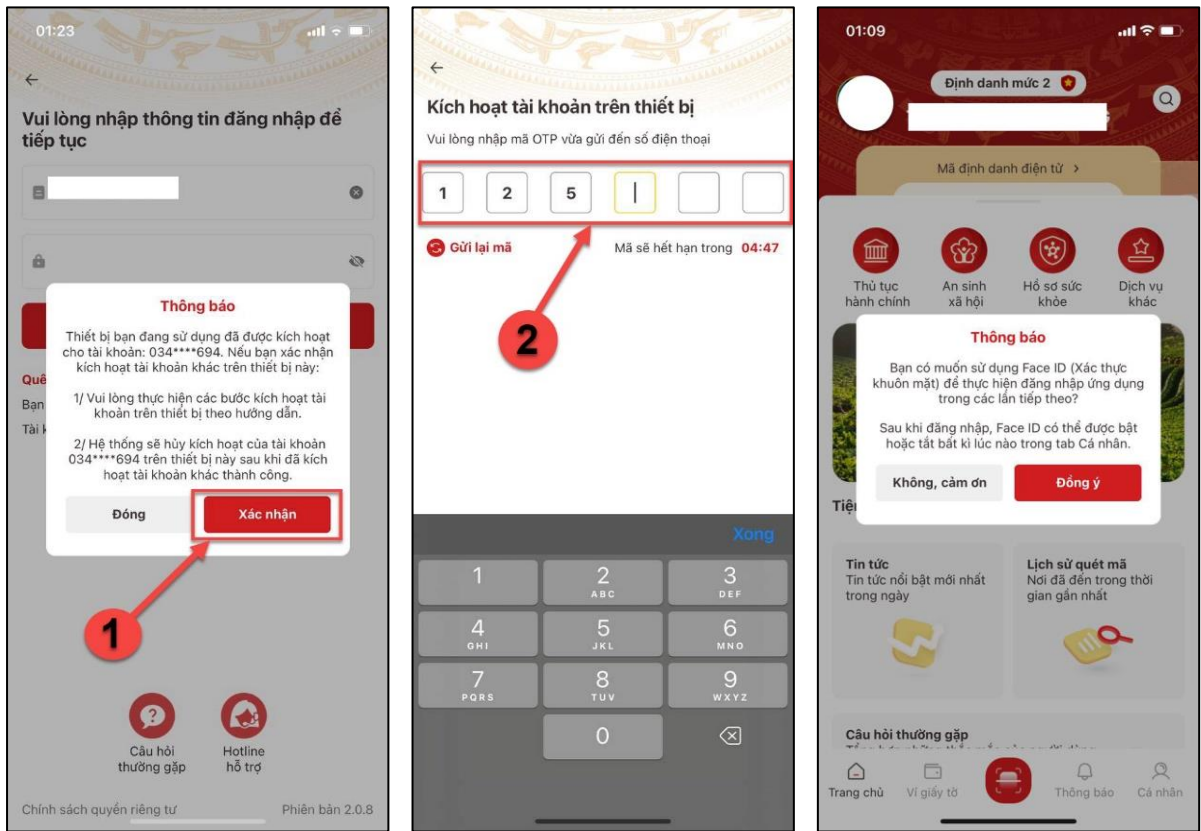 01:23
Vui lòng nhập thông tin đăng nhập để
tiếp tục
Thông báo
Thiết bị bạn đang sử dụng đã được kích hoạt
cho tài khoản: 034****694. Nếu bạn xác nhận
kích hoạt tài khoản khác trên thiết bị này:
1/ Vui lòng thực hiện các bước kích hoạt tài
khoản trên thiết bị theo hướng dẫn.
2/ Hệ thống sẽ hủy kích hoạt của tài khoản
034****694 trên thiết bị này sau khi đã kích
hoạt tài khoản khác thành công.
Đóng
Xác nhận
Quê
Bạn
Tài k
1
Câu hỏi
thường gặp
Hotline
hỗ trợ
Chính sách quyền riêng tư
Phiên bản 2.0.8
Kích hoạt tài khoản trên thiết bị
Vui lòng nhập mã OTP vừa gửi đến số điện thoại
1 2 5
Gửi lại mã
Mã sẽ hết hạn trong 04:47
2
Xong
1
2
ABC
3
DEF
4
GHI
5
JKL
6
MNO
7
PQRS
8
TUV
9
WXYZ
0
01:09
Định danh mức 2
Mã định danh điện tử >
Thủ tục
hành chính
An sinh
xã hội
Hồ sơ sức
khỏe
Dịch vụ
khác
Thông báo
Bạn có muốn sử dụng Face ID (Xác thực
khuôn mặt) để thực hiện đăng nhập ứng dụng
trong các lần tiếp theo?
Sau khi đăng nhập, Face ID có thể được bật
hoặc tắt bất kì lúc nào trong tab Cá nhân.
Không, cảm ơn
Đồng ý
Tiện
Tin tức
Tin tức nổi bật mới nhất
trong ngày
Lịch sử quét mã
Nơi đã đến trong thời
gian gần nhất
Câu hỏi thường gặp
Trang chủ
Ví giấy tờ
Thông báo
Cá nhân